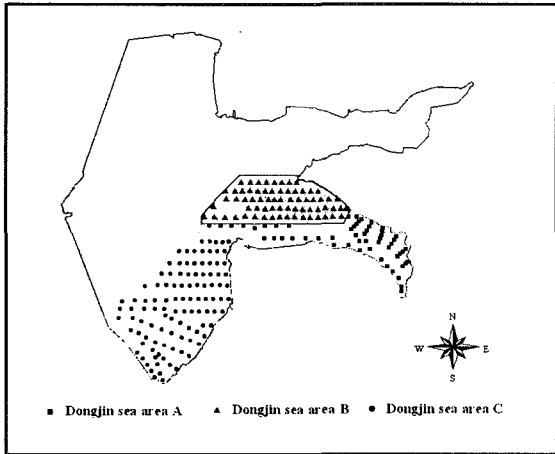 N
W E
S
■ Dongjin sea area A ▲ Dongjin sea area B ● Dongjin sea area C